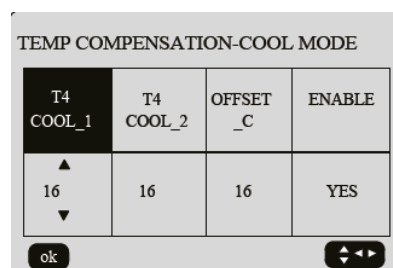 TEMP COMPENSATION-COOL MODE
T4 COOL_1
T4 COOL_2
OFFSET _C
ENABLE
16
16
16
YES
ok